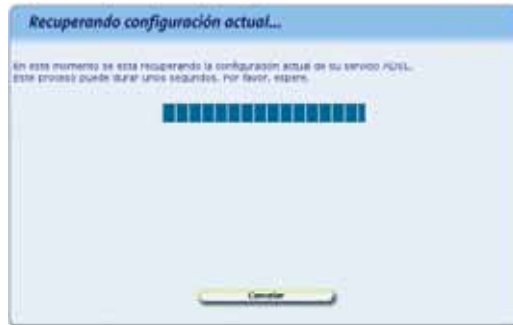 Recuperando configuración actual...
En este momento se está recuperando la configuración actual de su servicio ADSL.
Este proceso puede durar unos segundos. Por favor, espere.
Cancelar